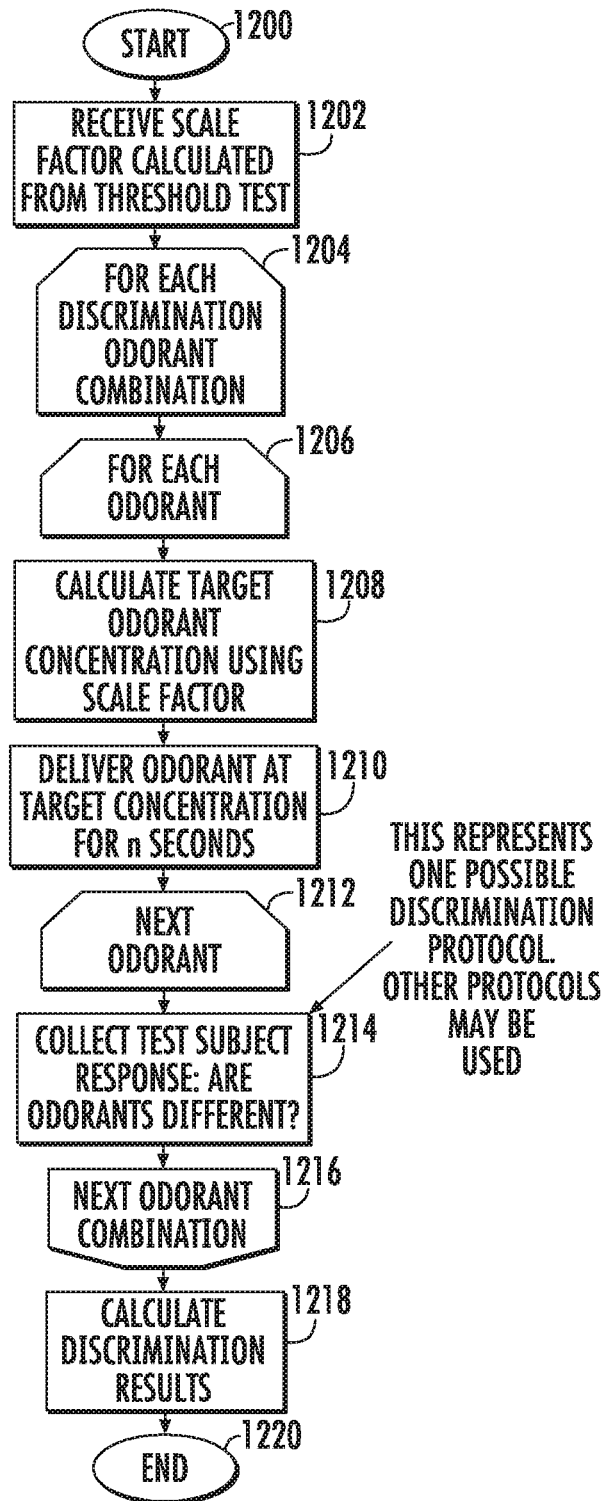 START
1200
RECEIVE SCALE
FACTOR CALCULATED
FROM THRESHOLD TEST
1202
FOR EACH
DISCRIMINATION
ODORANT
COMBINATION
1204
FOR EACH
ODORANT
1206
CALCULATE TARGET
ODORANT
CONCENTRATION USING
SCALE FACTOR
1208
DELIVER ODORANT AT
TARGET CONCENTRATION
FOR n SECONDS
1210
NEXT
ODORANT
1212
THIS REPRESENTS
ONE POSSIBLE
DISCRIMINATION
PROTOCOL.
OTHER PROTOCOLS
MAY BE
USED
COLLECT TEST SUBJECT
RESPONSE: ARE
ODORANTS DIFFERENT?
1214
NEXT ODORANT
COMBINATION
1216
CALCULATE
DISCRIMINATION
RESULTS
1218
END
1220